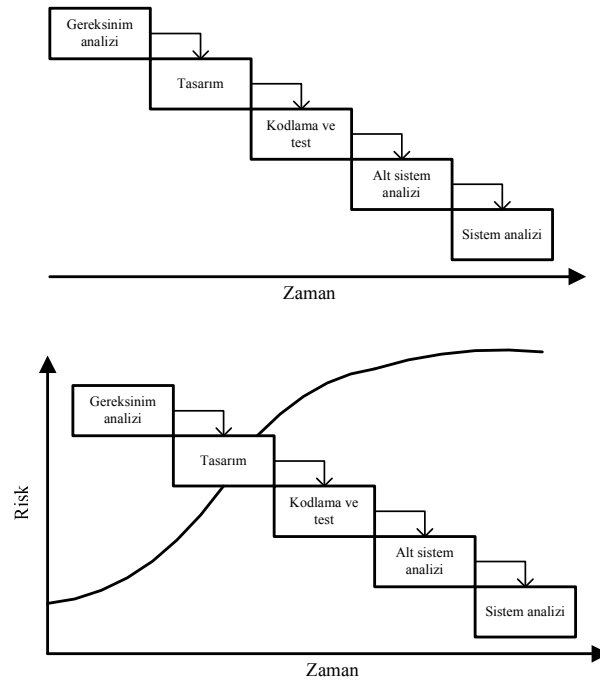 Gereksinim
analizi
Tasarım
Kodlama ve
test
Alt sistem
analizi
Sistem analizi
Zaman
Risk
Gereksinim
analizi
Tasarım
Kodlama ve
test
Alt sistem
analizi
Sistem analizi
Zaman